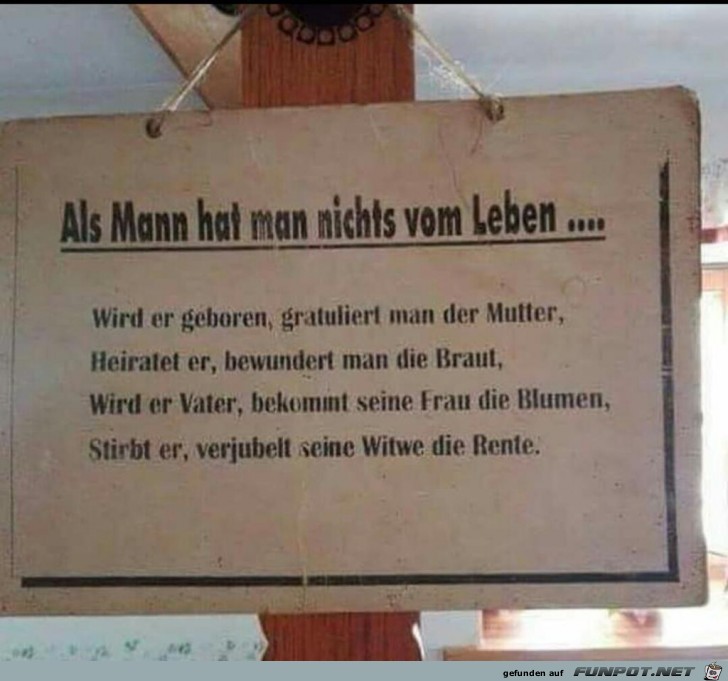 Als Mann hat man nichts vom Leben ....
Wird er geboren, gratuliert man der Mutter,
Heiratet er, bewundert man die Braut,
Wird er Vater, bekommt seine Frau die Blumen,
Stirbt er, verjubelt seine Witwe die Rente.
gefunden auf FUNPOT.NET